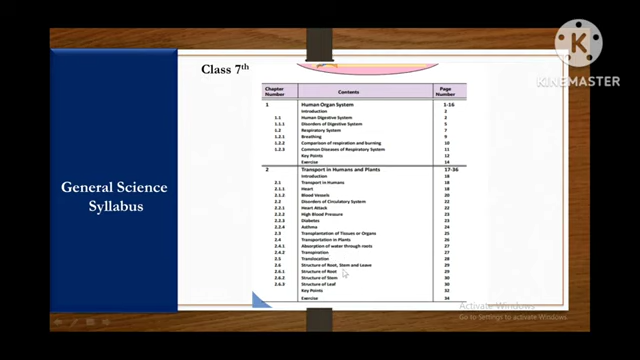 K
KINEMASTER
Class 7th
General Science
Syllabus
Chapter Number Contents Page Number
1 Human Organ System 1-16
Introduction 2
1.1 Human Digestive System 2
1.1.1 Disorders of Digestive System 5
1.2 Respiratory System 7
1.2.1 Breathing 9
1.2.2 Comparison of respiration and burning 10
1.2.3 Common Diseases of Respiratory System 11
Key Points 12
Exercise 14
2 Transport in Humans and Plants 17-36
Introduction 18
2.1 Transport in Humans 18
2.1.1 Heart 18
2.1.2 Blood Vessels 20
2.2 Disorders of Circulatory System 22
2.2.1 Heart Attack 22
2.2.2 High Blood Pressure 23
2.2.3 Diabetes 23
2.2.4 Asthma 24
2.3 Transplantation of Tissues or Organs 25
2.4 Transportation in Plants 26
2.4.1 Absorption of water through roots 27
2.4.2 Transpiration 27
2.5 Translocation 28
2.6 Structure of Root, Stem and Leave 29
2.6.1 Structure of Root 29
2.6.2 Structure of Stem 30
2.6.3 Structure of Leaf 30
Key Points 32
Exercise 34
Activate Windows
Go to Settings to activate Windows.